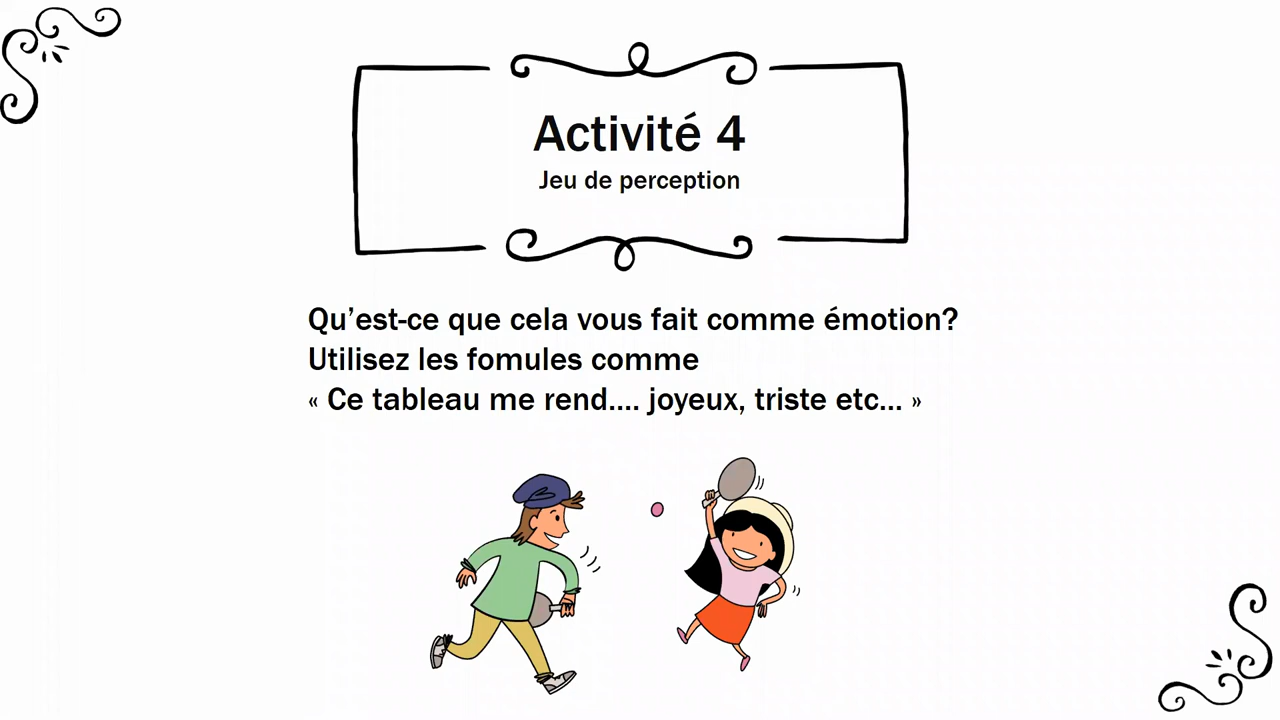 Activité 4
Jeu de perception
Qu’est-ce que cela vous fait comme émotion?
Utilisez les fomules comme
« Ce tableau me rend.... joyeux, triste etc... »